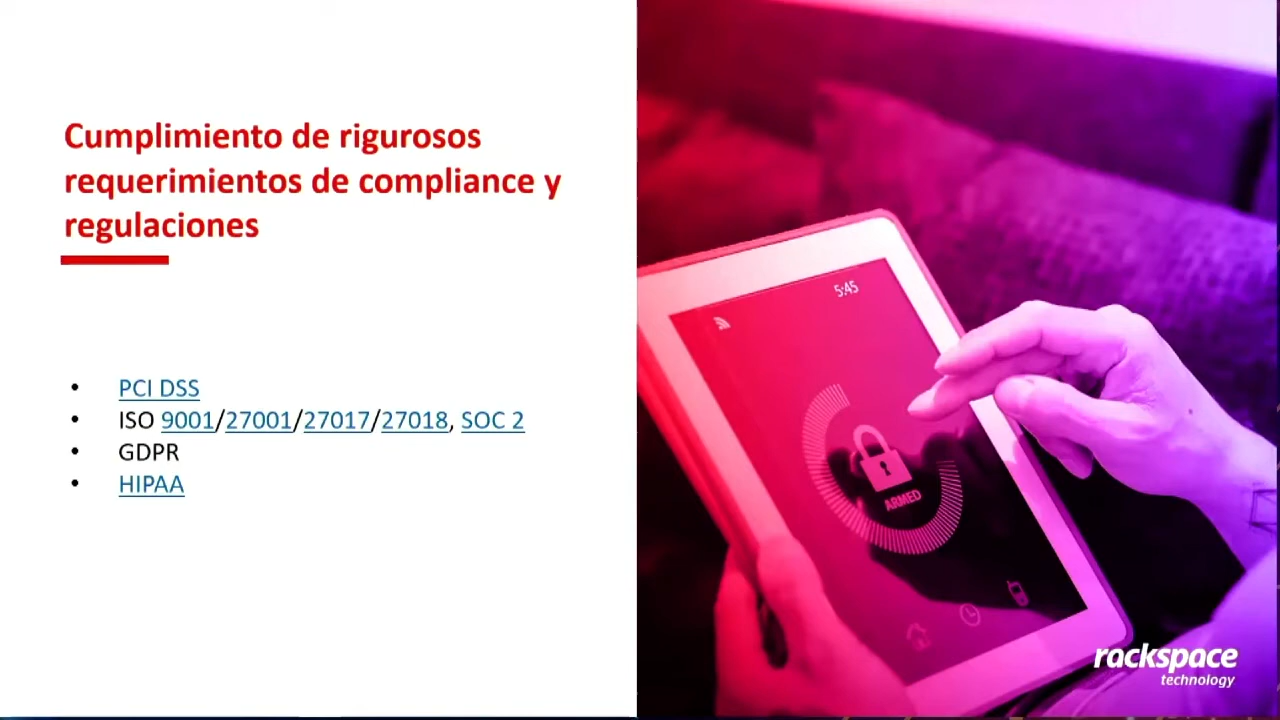 Cumplimiento de rigurosos
requerimientos de compliance y
regulaciones
• PCI DSS
• ISO 9001/27001/27017/27018, SOC 2
• GDPR
• HIPAA
5:45
ARMED
rackspace
technology